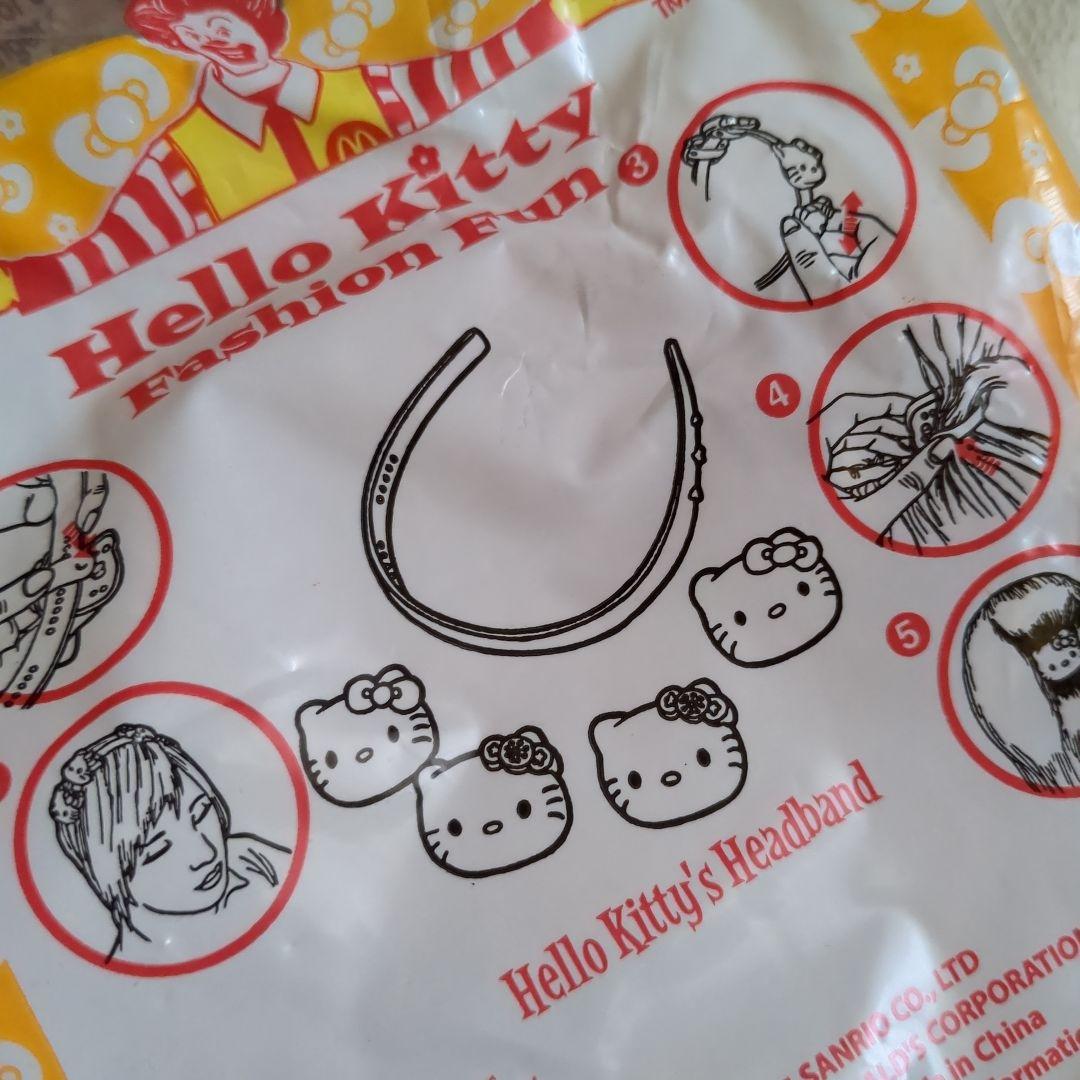 TM
Hello Kitty
Fashion Fun
3
4
5
Hello Kitty's Headband
SANRIO CO., LTD
CORPORATION
in China